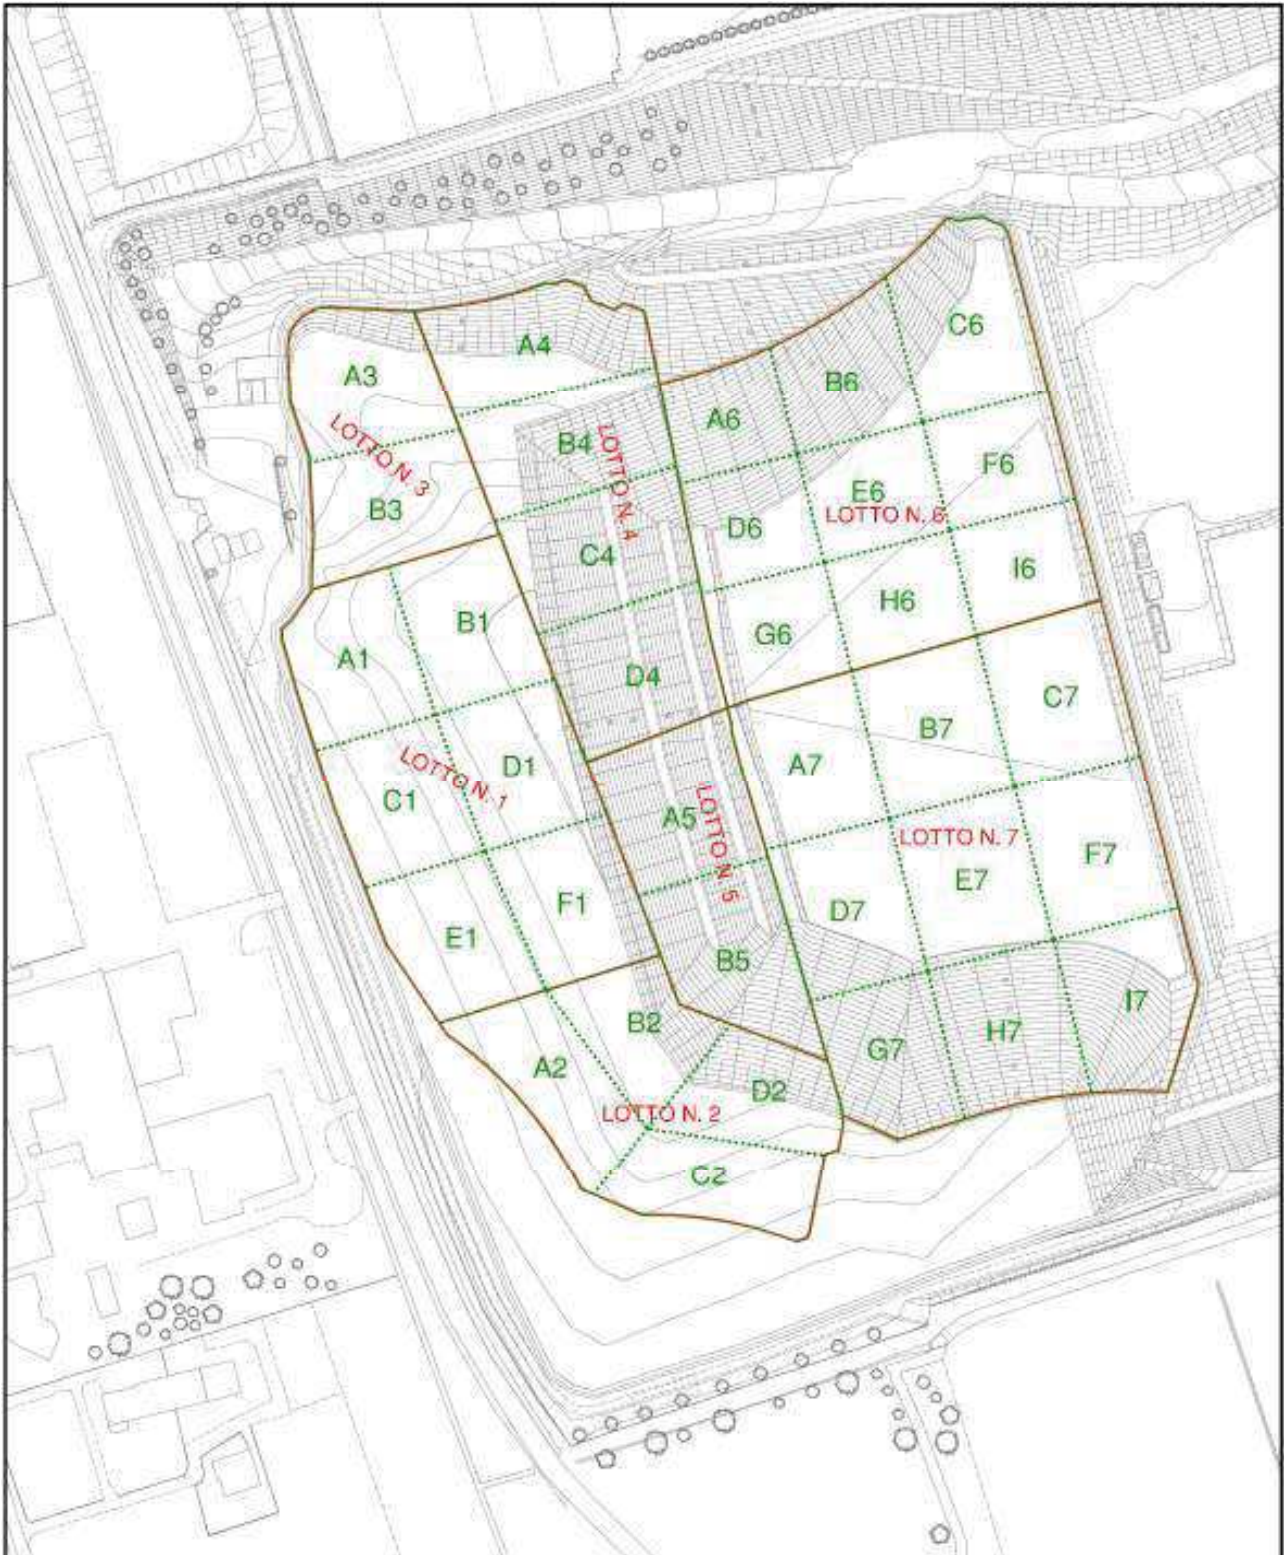 C6
A4
A3
B6
A6
LOTTO N. 3
B4
LOTTO N. 4
F6
E6
B3
LOTTO N. 6
D6
C4
I6
H6
B1
G6
A1
D4
C7
B7
A7
D1
LOTTO N. 1
C1
A5
LOTTO N. 5
LOTTO N. 7
F7
E7
F1
D7
E1
B5
I7
B2
H7
G7
A2
D2
LOTTO N. 2
C2